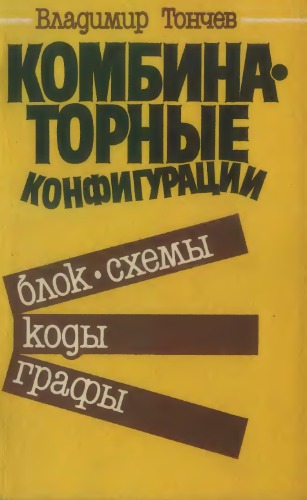 Владимир Тончев
КОМБИНА-
ТОРНЫЕ
КОНФИГУРАЦИИ
блок-схемы
коды
графы